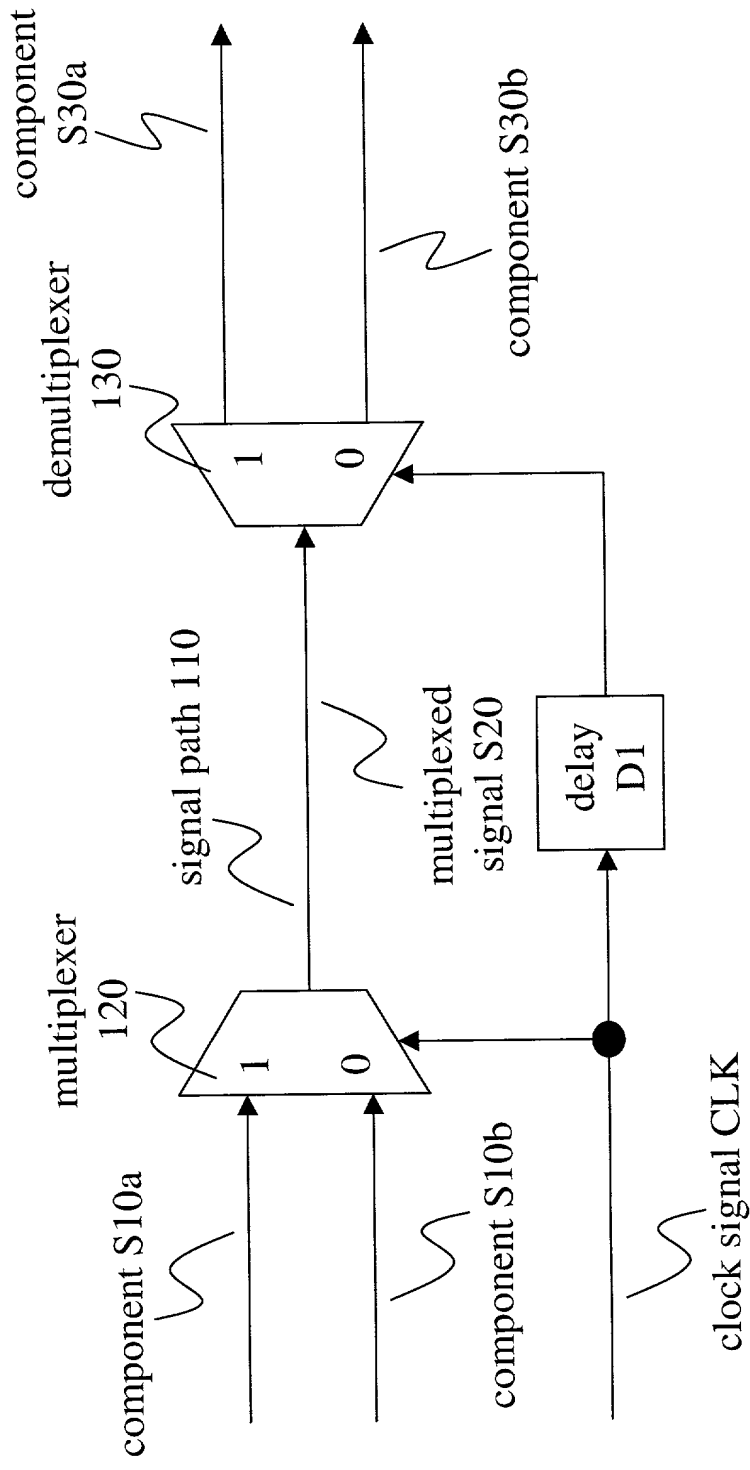 component S10a
component S10b
clock signal CLK
multiplexer
120
1
0
signal path 110
multiplexed
signal S20
delay
D1
demultiplexer
130
1
0
component
S30a
component S30b